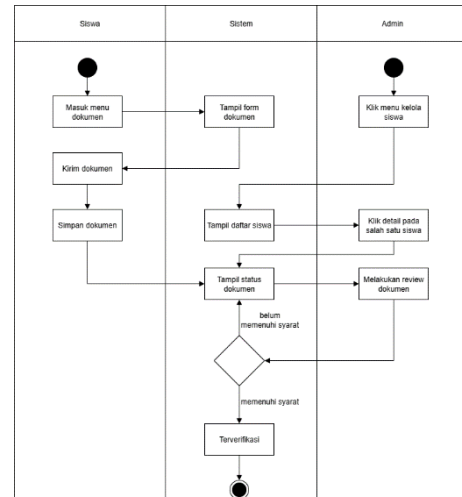 Siswa
Sistem
Admin
Masuk menu
dokumen
Tampil form
dokumen
Klik menu kelola
siswa
Kirim dokumen
Simpan dokumen
Tampil daftar siswa
Klik detail pada
salah satu siswa
Tampil status
dokumen
Melakukan review
dokumen
belum
memenuhi syarat
memenuhi syarat
Terverifikasi